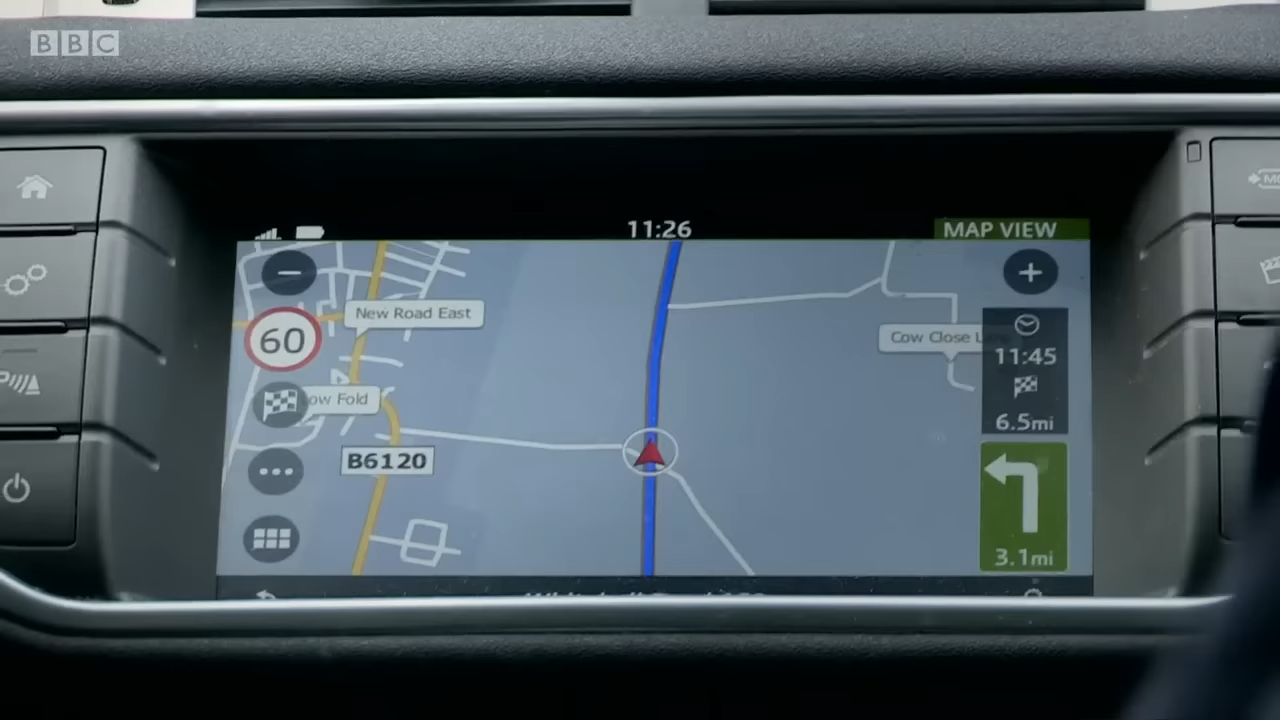 BBC
11:26
MAP VIEW
New Road East
60
Cow Close
11:45
ow Fold
6.5mi
B6120
3.1mi